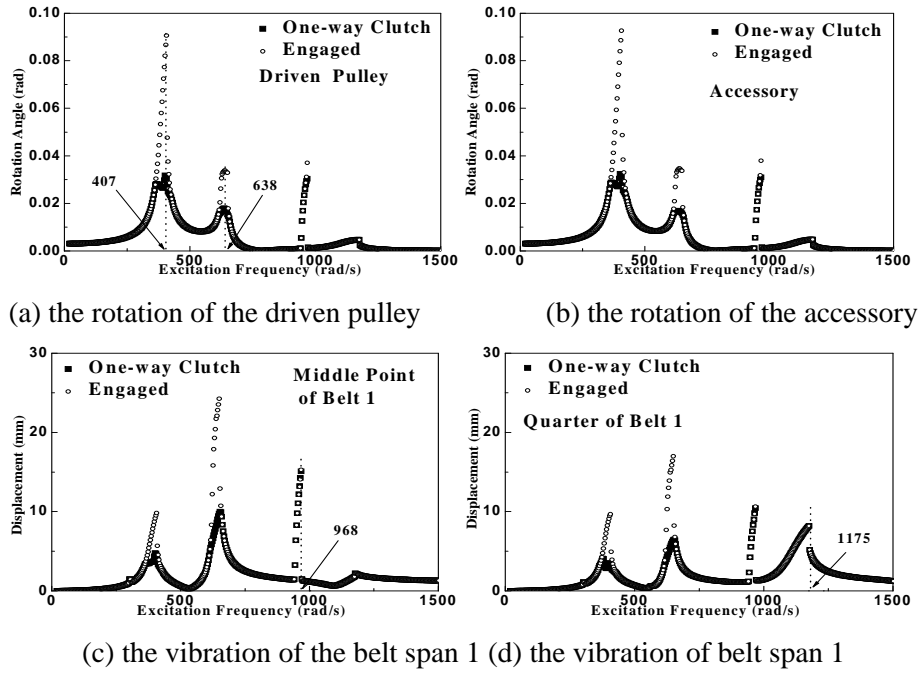 One-way Clutch
Engaged
Driven Pulley
Rotation Angle (rad)
0.10
0.08
0.06
0.04
0.02
0.00
407
638
0 500 1000 1500
Excitation Frequency (rad/s)
One-way Clutch
Engaged
Accessory
Rotation Angle (rad)
0.10
0.08
0.06
0.04
0.02
0.00
0 500 1000 1500
Excitation Frequency (rad/s)
(a) the rotation of the driven pulley (b) the rotation of the accessory
One-way Clutch
Engaged
Middle Point
of Belt 1
Displacement (mm)
30
20
10
0
968
0 500 1000 1500
Excitation Frequency (rad/s)
One-way Clutch
Engaged
Quarter of Belt 1
Displacement (mm)
30
20
10
0
1175
0 500 1000 1500
Excitation Frequency (rad/s)
(c) the vibration of the belt span 1 (d) the vibration of belt span 1